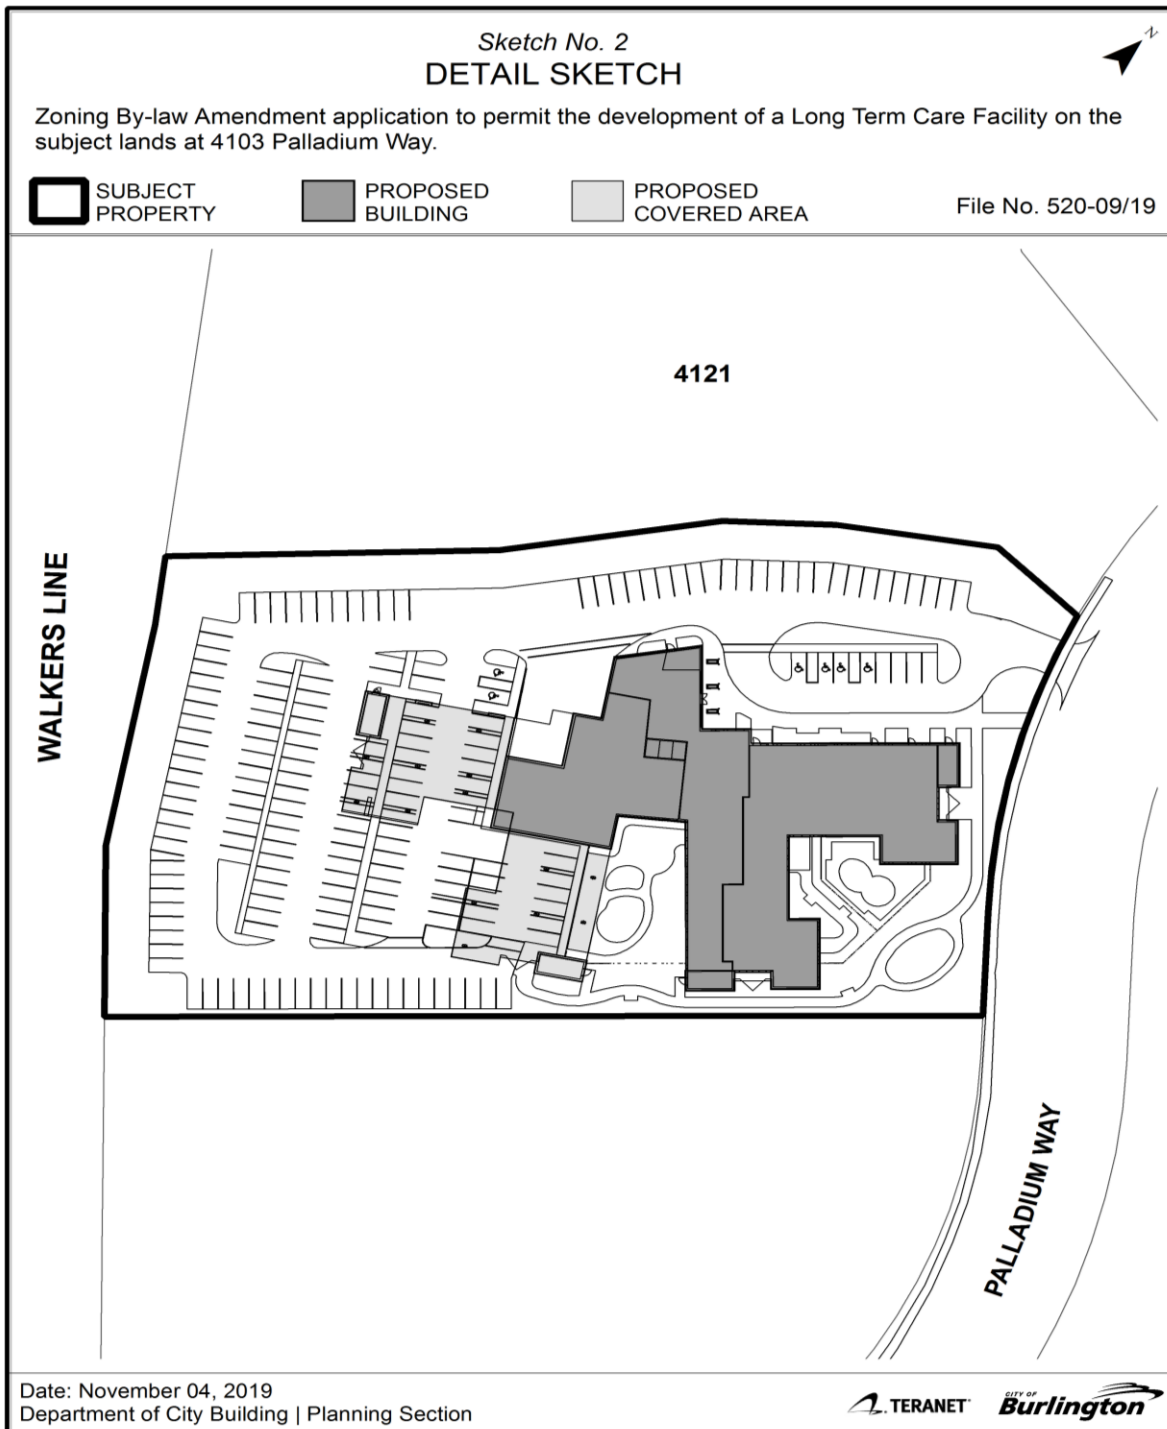 Sketch No. 2
DETAIL SKETCH
N
Zoning By-law Amendment application to permit the development of a Long Term Care Facility on the
subject lands at 4103 Palladium Way.
SUBJECT
PROPERTY
PROPOSED
BUILDING
PROPOSED
COVERED AREA
File No. 520-09/19
4121
WALKERS LINE
PALLADIUM WAY
Date: November 04, 2019
Department of City Building | Planning Section
TERANET
CITY OF
Burlington